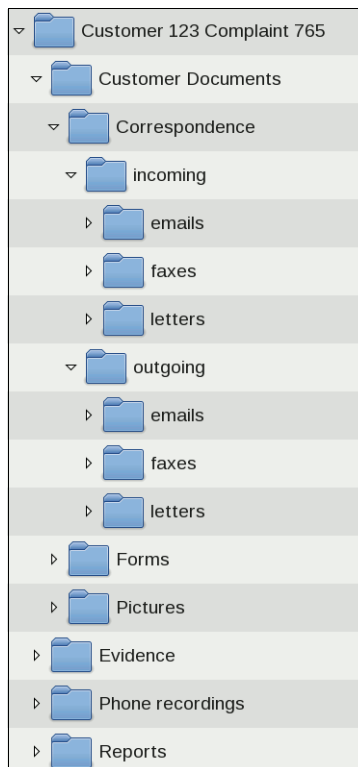 Customer 123 Complaint 765
Customer Documents
Correspondence
incoming
emails
faxes
letters
outgoing
emails
faxes
letters
Forms
Pictures
Evidence
Phone recordings
Reports